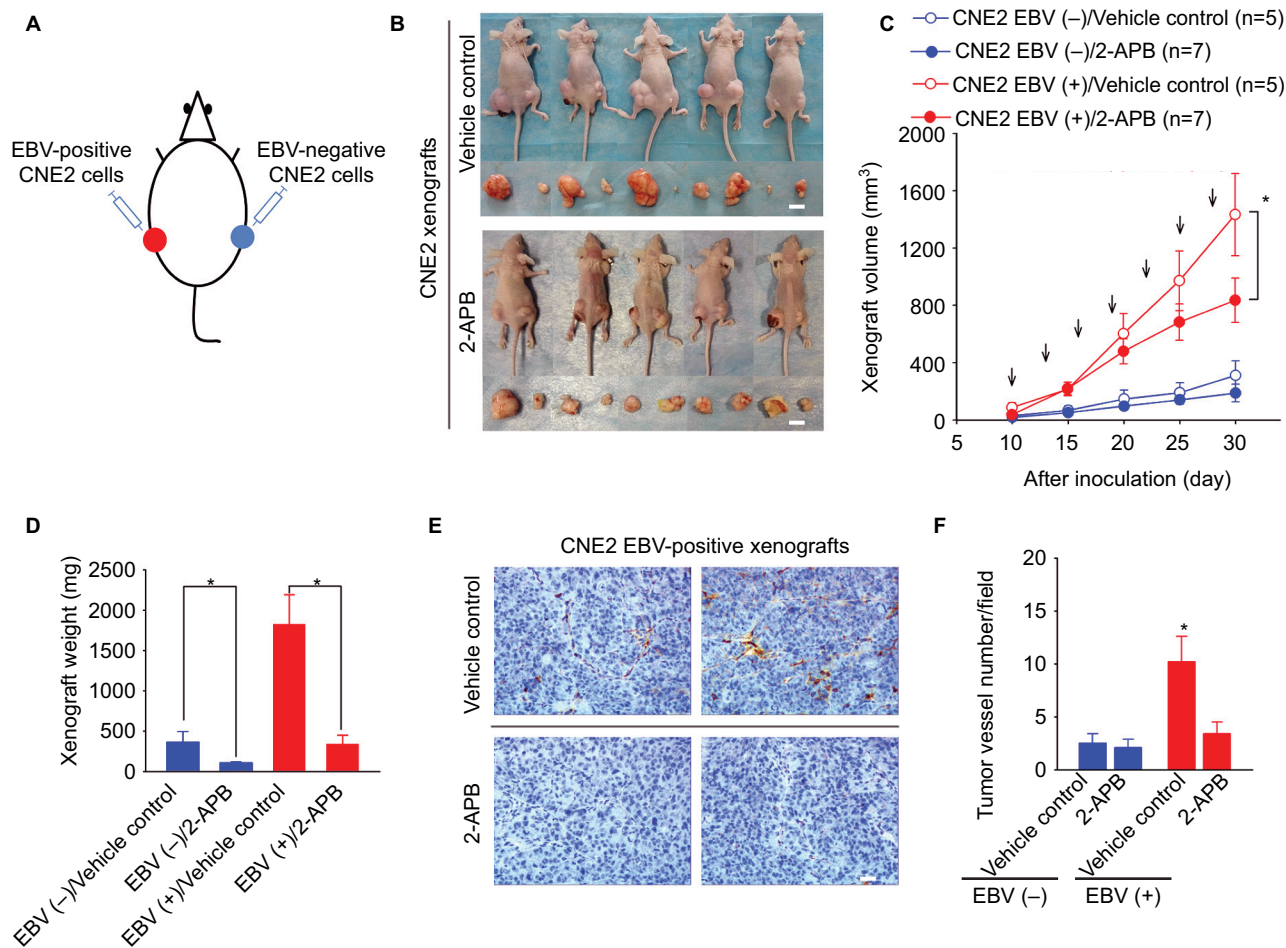 A
EBV-positive
CNE2 cells
EBV-negative
CNE2 cells
B
CNE2 xenografts
Vehicle control
2-APB
C
CNE2 EBV (–)/Vehicle control (n=5)
CNE2 EBV (–)/2-APB (n=7)
CNE2 EBV (+)/Vehicle control (n=5)
CNE2 EBV (+)/2-APB (n=7)
Xenograft volume (mm³)
2000
1600
1200
800
400
0
*
5 10 15 20 25 30
After inoculation (day)
D
Xenograft weight (mg)
2500
2000
1500
1000
500
0
* *
EBV (–)/Vehicle control
EBV (–)/2-APB
EBV (+)/Vehicle control
EBV (+)/2-APB
E
CNE2 EBV-positive xenografts
Vehicle control
2-APB
F
Tumor vessel number/field
20
15
10
5
0
*
Vehicle control
2-APB
Vehicle control
2-APB
EBV (–) EBV (+)